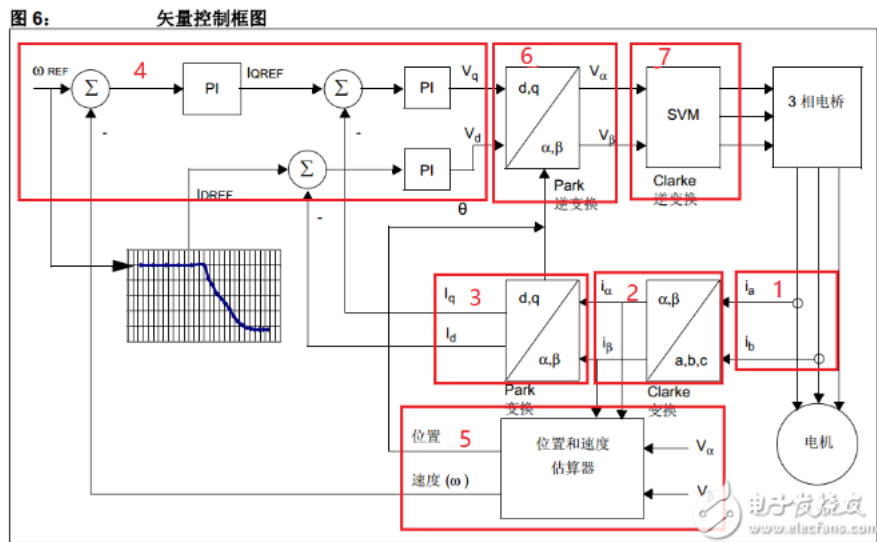 图 6： 矢量控制框图
ω REF
Σ
4
PI
IQREF
Σ
PI
Vq
6
d,q
α,β
Vα
7
SVM
3 相电桥
-
-
Vd
Vβ
Σ
PI
IDREF
-
Park
逆变换
Clarke
逆变换
θ
Iq
3
d,q
iα
2
α,β
ia
1
Id
α,β
iβ
a,b,c
ib
Park
变换
Clarke
变换
位置
5
位置和速度
估算器
Vα
电机
速度 (ω)
Vβ
电子发烧友
www.elecfans.com